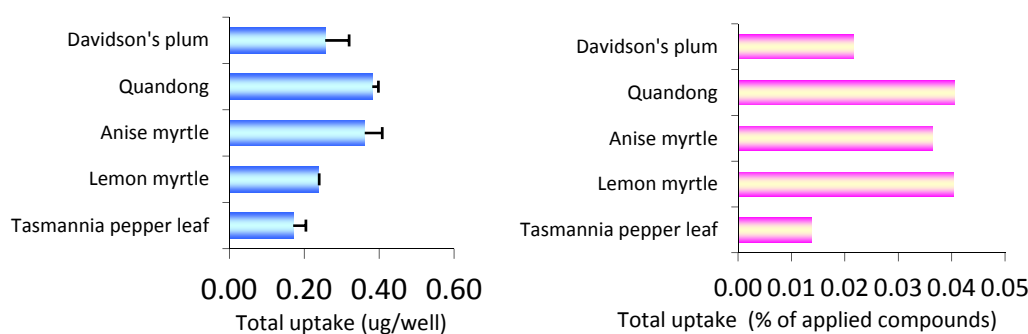 Davidson's plum
Quandong
Anise myrtle
Lemon myrtle
Tasmannia pepper leaf
0.00 0.20 0.40 0.60
Total uptake (ug/well)
Davidson's plum
Quandong
Anise myrtle
Lemon myrtle
Tasmannia pepper leaf
0.00 0.01 0.02 0.03 0.04 0.05
Total uptake (% of applied compounds)